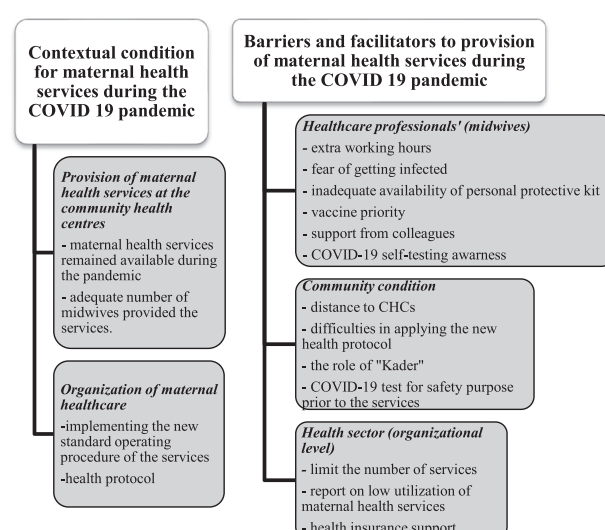 Contextual condition
for maternal health
services during the
COVID 19 pandemic
Provision of maternal
health services at the
community health
centres
- maternal health services
remained available during
the pandemic
- adequate number of
midwives provided the
services.
Organization of maternal
healthcare
-implementing the new
standard operating
procedure of the services
-health protocol
Barriers and facilitators to provision
of maternal health services during
the COVID 19 pandemic
Healthcare professionals' (midwives)
- extra working hours
- fear of getting infected
- inadequate availability of personal protective kit
- vaccine priority
- support from colleagues
- COVID-19 self-testing awarness
Community condition
- distance to CHCs
- difficulties in applying the new
health protocol
- the role of "Kader"
- COVID-19 test for safety purpose
prior to the services
Health sector (organizational
level)
- limit the number of services
- report on low utilization of
maternal health services
- health insurance support